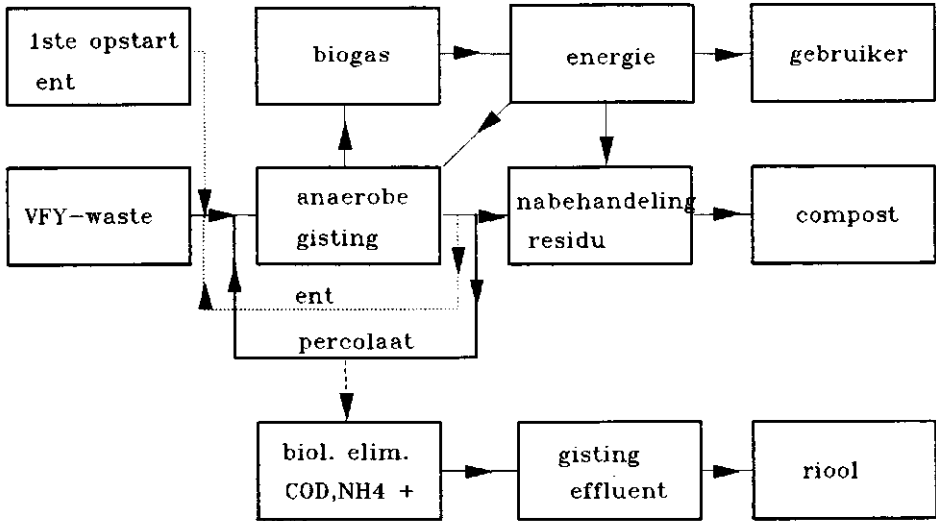 1ste opstart
ent
biogas
energie
gebruiker
VFY-waste
anaerobe
gisting
nabehandeling
residu
compost
ent
percolaat
biol. elim.
COD,NH4 +
gisting
effluent
riool